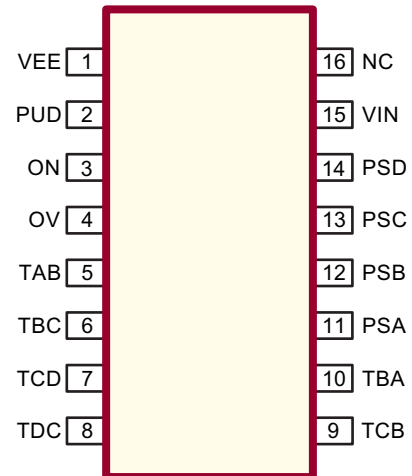 VEE 1 16 NC
PUD 2 15 VIN
ON 3 14 PSD
OV 4 13 PSC
TAB 5 12 PSB
TBC 6 11 PSA
TCD 7 10 TBA
TDC 8 9 TCB